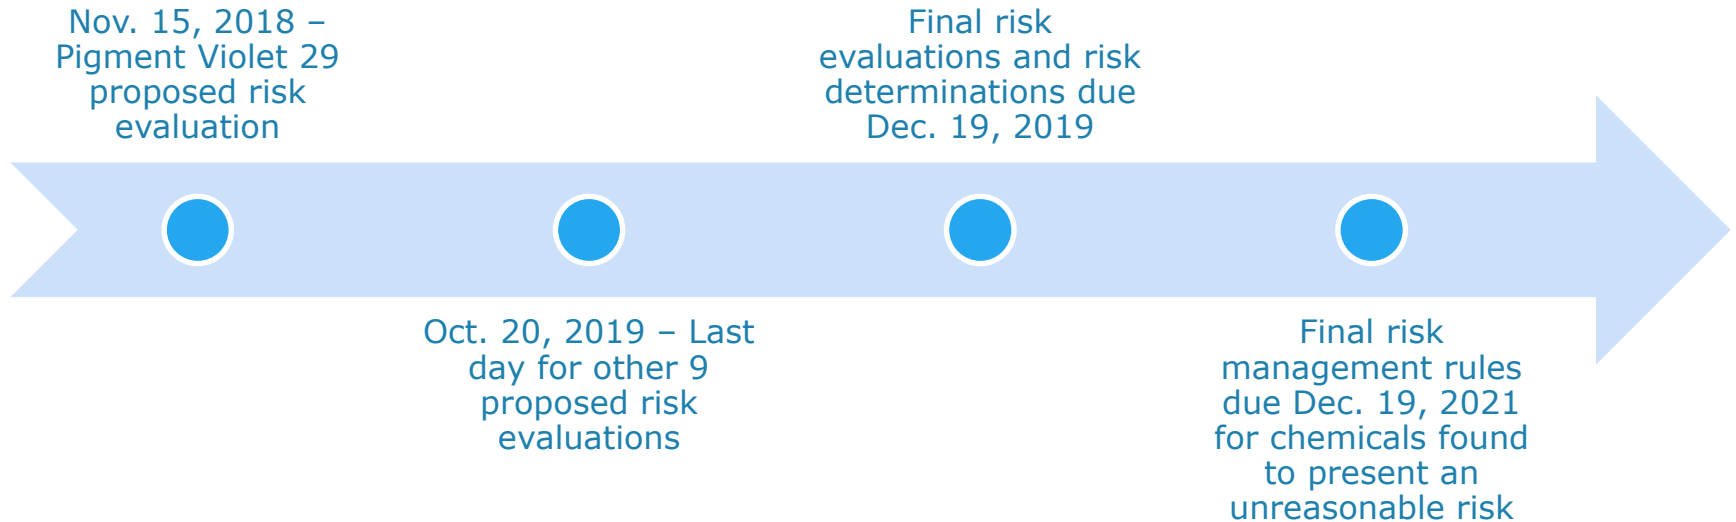 Nov. 15, 2018 –
Pigment Violet 29
proposed risk
evaluation
Oct. 20, 2019 – Last
day for other 9
proposed risk
evaluations
Final risk
evaluations and risk
determinations due
Dec. 19, 2019
Final risk
management rules
due Dec. 19, 2021
for chemicals found
to present an
unreasonable risk